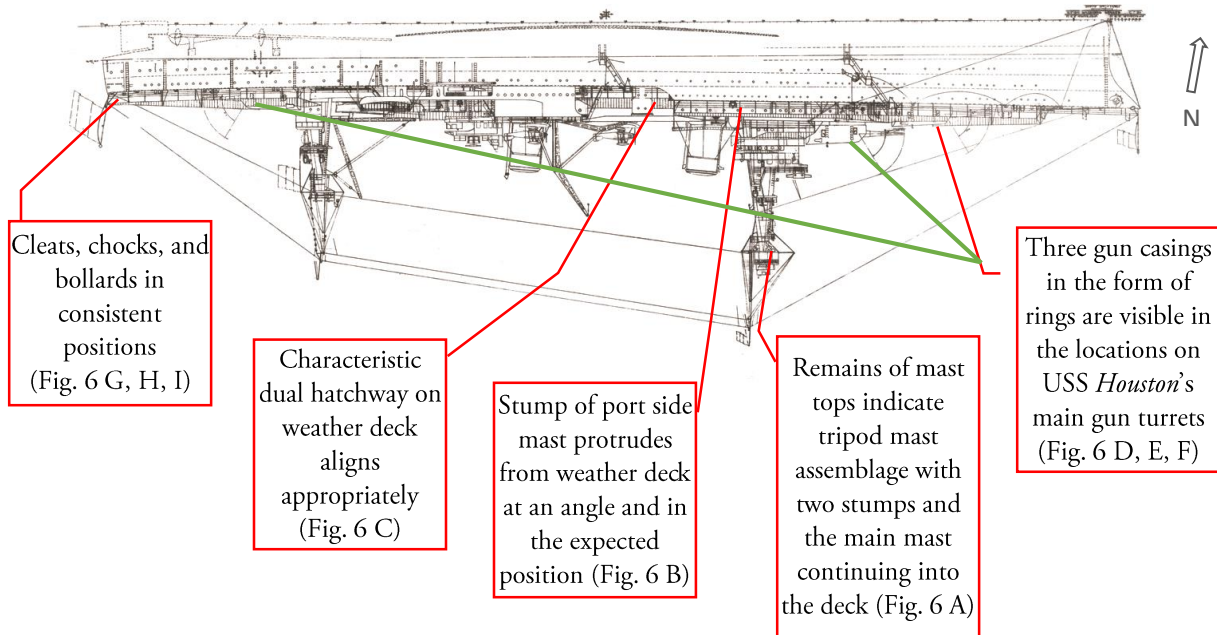 N
Cleats, chocks, and
bollards in
consistent
positions
(Fig. 6 G, H, I)
Characteristic
dual hatchway on
weather deck
aligns
appropriately
(Fig. 6 C)
Stump of port side
mast protrudes
from weather deck
at an angle and in
the expected
position (Fig. 6 B)
Remains of mast
tops indicate
tripod mast
assemblage with
two stumps and
the main mast
continuing into
the deck (Fig. 6 A)
Three gun casings
in the form of
rings are visible in
the locations on
USS Houston’s
main gun turrets
(Fig. 6 D, E, F)